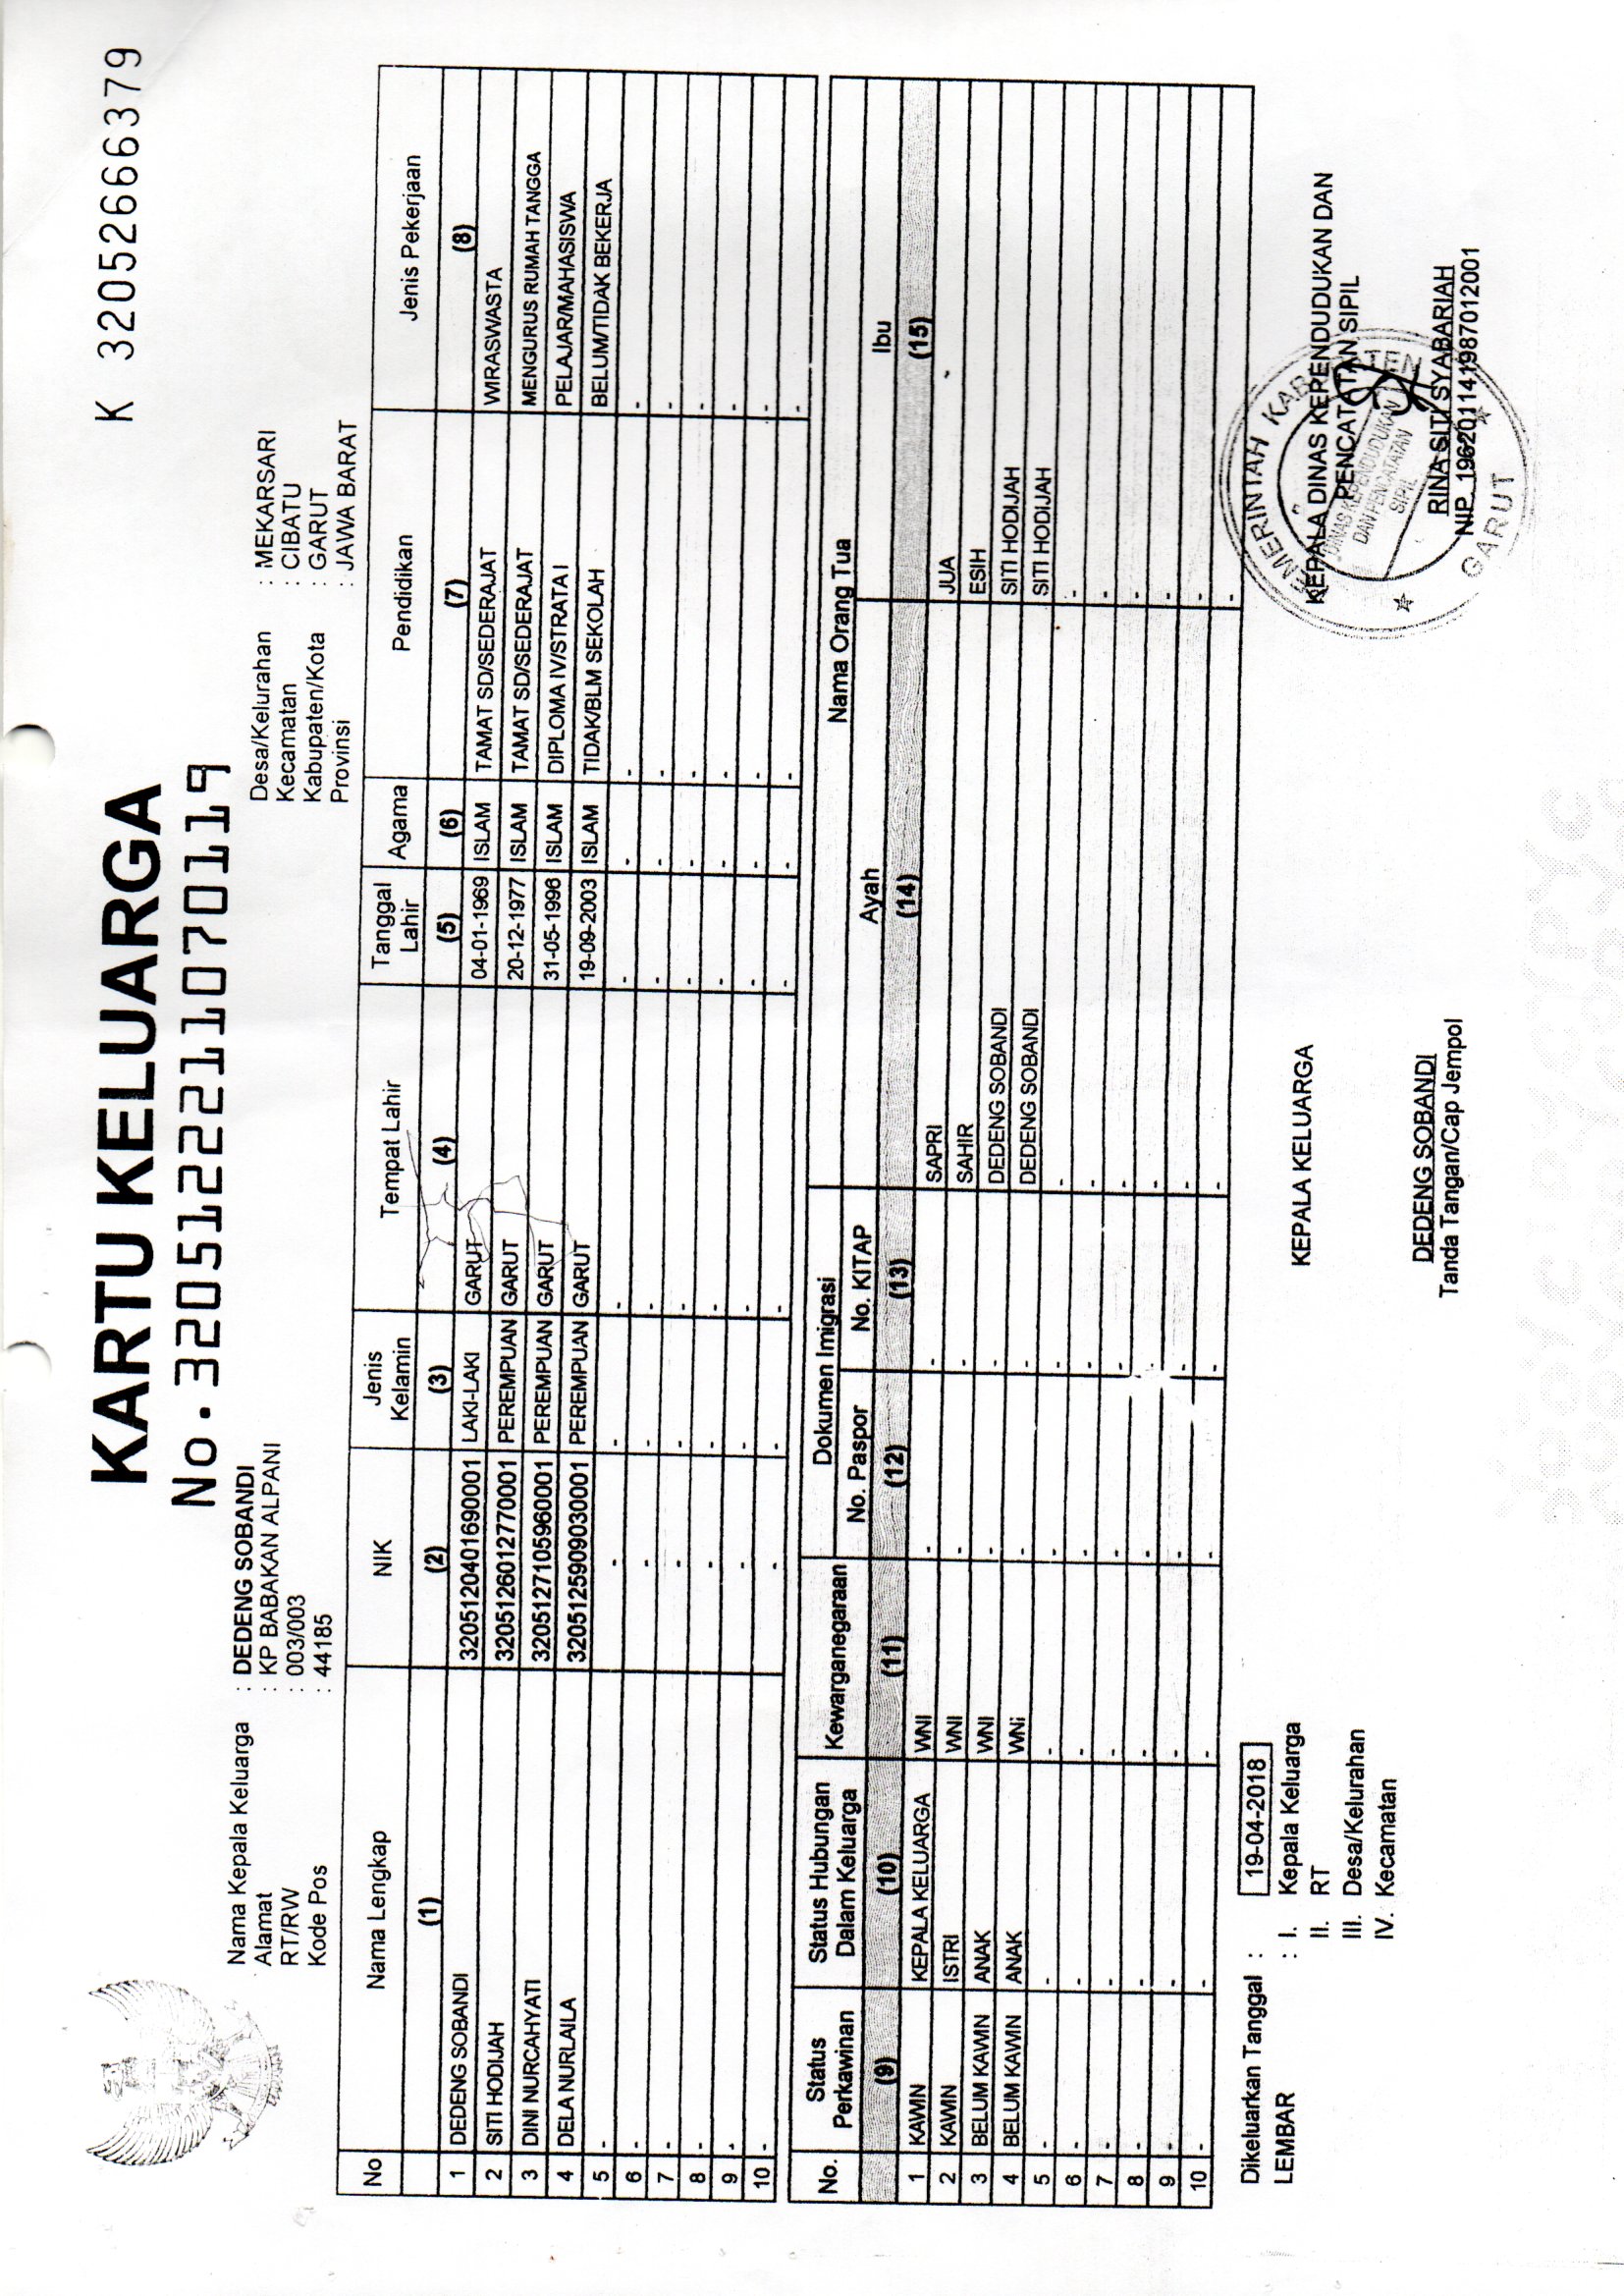 KARTU KELUARGA
K 32052666379
No.3205122211070119
Nama Kepala Keluarga : DEDENG SOBANDI
Alamat : KP BABAKAN ALPANI
RT/RW : 003/003
Kode Pos : 44185
Desa/Kelurahan : MEKARSARI
Kecamatan : CIBATU
Kabupaten/Kota : GARUT
Provinsi : JAWA BARAT
No Nama Lengkap NIK Jenis Kelamin Tempat Lahir Tanggal Lahir Agama Pendidikan Jenis Pekerjaan
(1) (2) (3) (4) (5) (6) (7) (8)
1 DEDENG SOBANDI 3205120401690001 LAKI-LAKI GARUT 04-01-1969 ISLAM TAMAT SD/SEDERAJAT WIRASWASTA
2 SITI HODIJAH 3205126012770001 PEREMPUAN GARUT 20-12-1977 ISLAM TAMAT SD/SEDERAJAT MENGURUS RUMAH TANGGA
3 DINI NURCAHYATI 3205127105960001 PEREMPUAN GARUT 31-05-1996 ISLAM DIPLOMA IV/STRATA I PELAJAR/MAHASISWA
4 DELA NURLAILA 3205125909030001 PEREMPUAN GARUT 19-09-2003 ISLAM TIDAK/BLM SEKOLAH BELUM/TIDAK BEKERJA
5 - - - - - - - -
6 - - - - - - - -
7 - - - - - - - -
8 - - - - - - - -
9 - - - - - - - -
10 - - - - - - - -
No. Status Perkawinan Status Hubungan Dalam Keluarga Kewarganegaraan Dokumen Imigrasi Nama Orang Tua
No. Paspor No. KITAP Ayah Ibu
(9) (10) (11) (12) (13) (14) (15)
1 KAWIN KEPALA KELUARGA WNI - - SAPRI JUA
2 KAWIN ISTRI WNI - - SAHIR ESIH
3 BELUM KAWIN ANAK WNI - - DEDENG SOBANDI SITI HODIJAH
4 BELUM KAWIN ANAK WNi - - DEDENG SOBANDI SITI HODIJAH
5 - - - - - - -
6 - - - - - - -
7 - - - - - - -
8 - - - - - - -
9 - - - - - - -
10 - - - - - - -
Dikeluarkan Tanggal : 19-04-2018
LEMBAR : I. Kepala Keluarga
II. RT
III. Desa/Kelurahan
IV. Kecamatan
KEPALA KELUARGA
DEDENG SOBANDI
Tanda Tangan/Cap Jempol
KEPALA DINAS KEPENDUDUKAN DAN
PENCATATAN SIPIL
RINA SITI SYABARIAH
NIP. 196201141987012001
PEMERINTAH
DINAS KEPENDUDUKAN
DAN PENCATATAN
SIPIL
GARUT